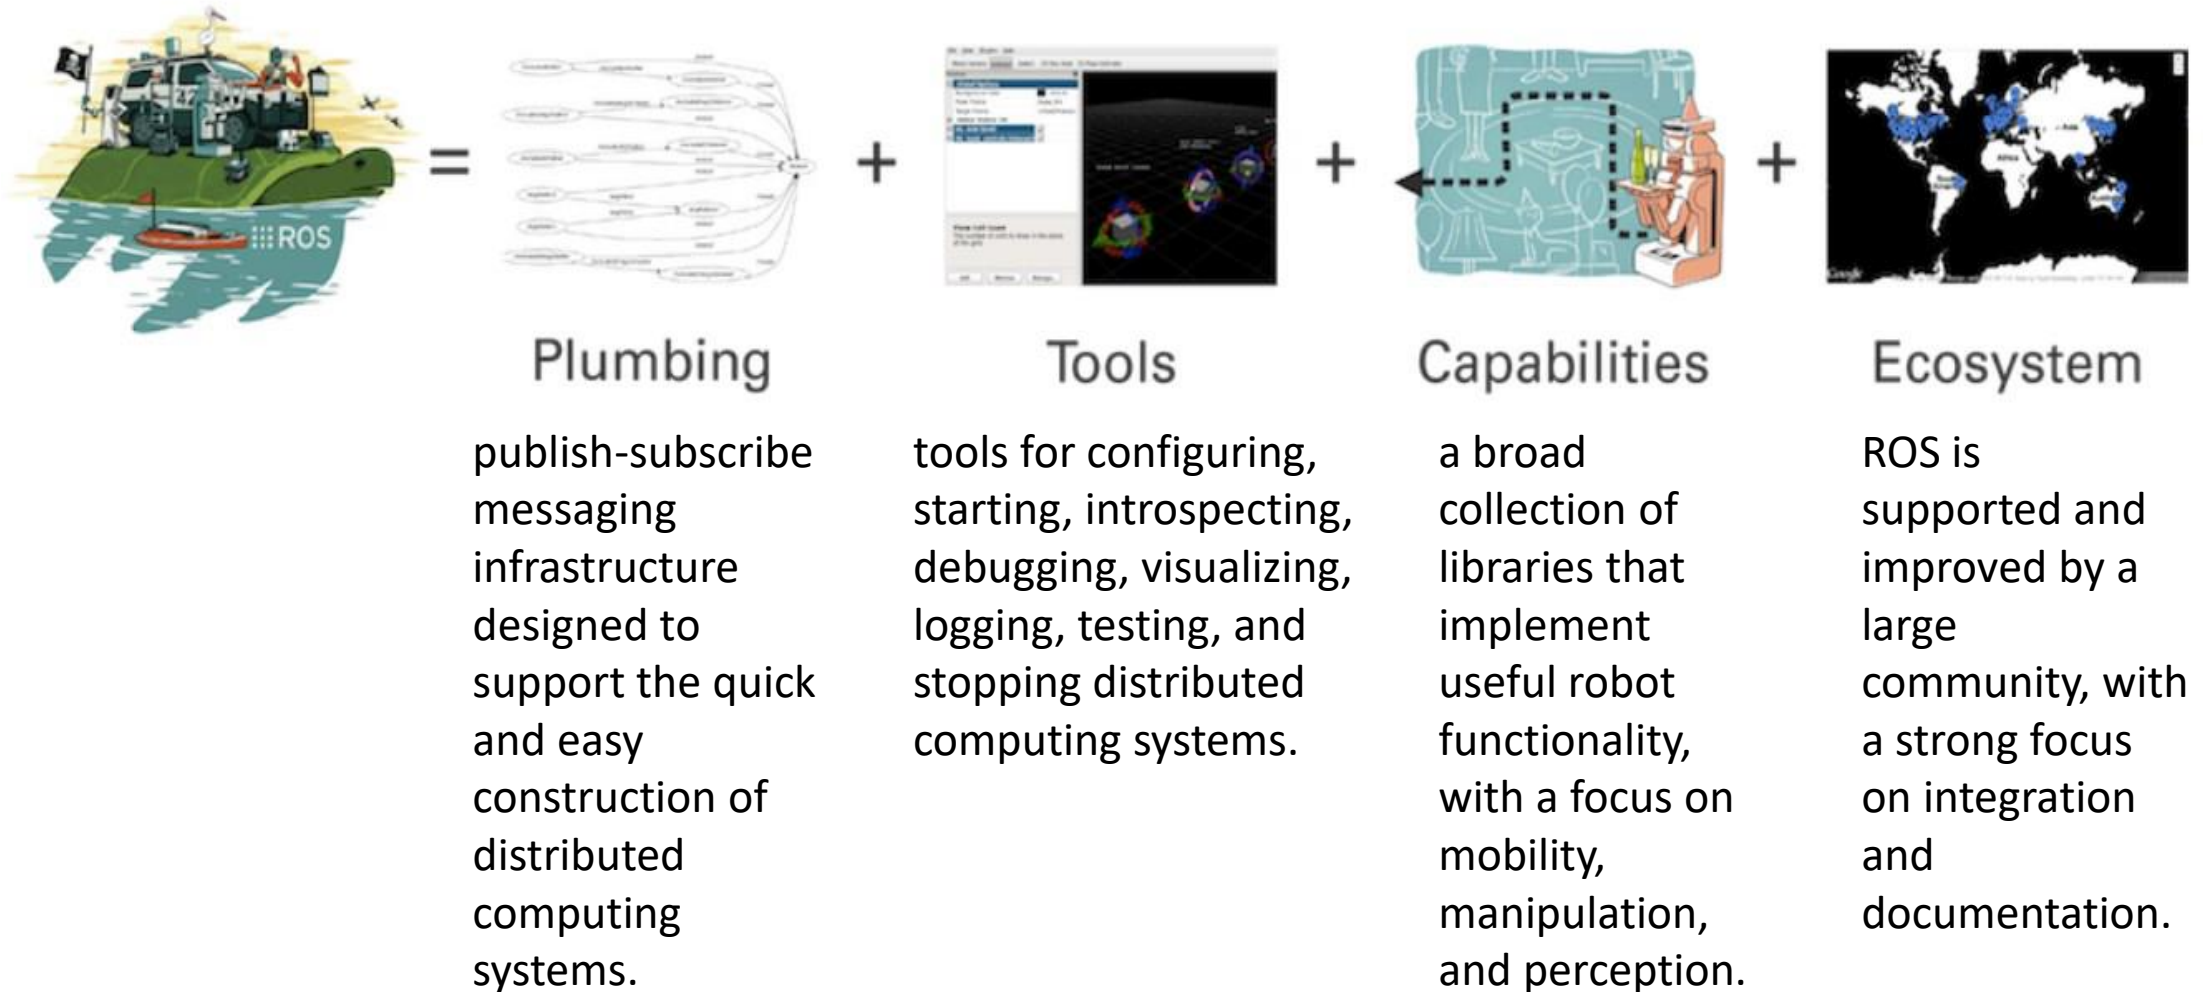 ROS
=
+
+
+
Asia
Africa
Google
Plumbing
Tools
Capabilities
Ecosystem
publish-subscribe
messaging
infrastructure
designed to
support the quick
and easy
construction of
distributed
computing
systems.
tools for configuring,
starting, introspecting,
debugging, visualizing,
logging, testing, and
stopping distributed
computing systems.
a broad
collection of
libraries that
implement
useful robot
functionality,
with a focus on
mobility,
manipulation,
and perception.
ROS is
supported and
improved by a
large
community, with
a strong focus
on integration
and
documentation.